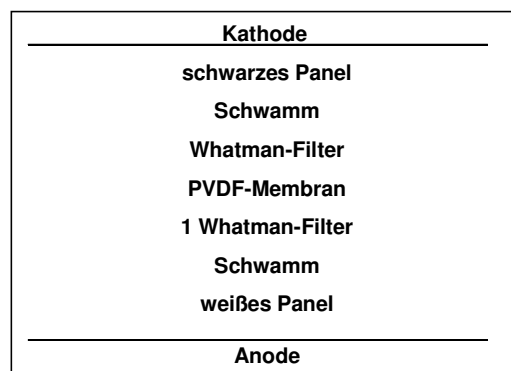 Kathode
schwarzes Panel
Schwamm
Whatman-Filter
PVDF-Membran
1 Whatman-Filter
Schwamm
weißes Panel
Anode